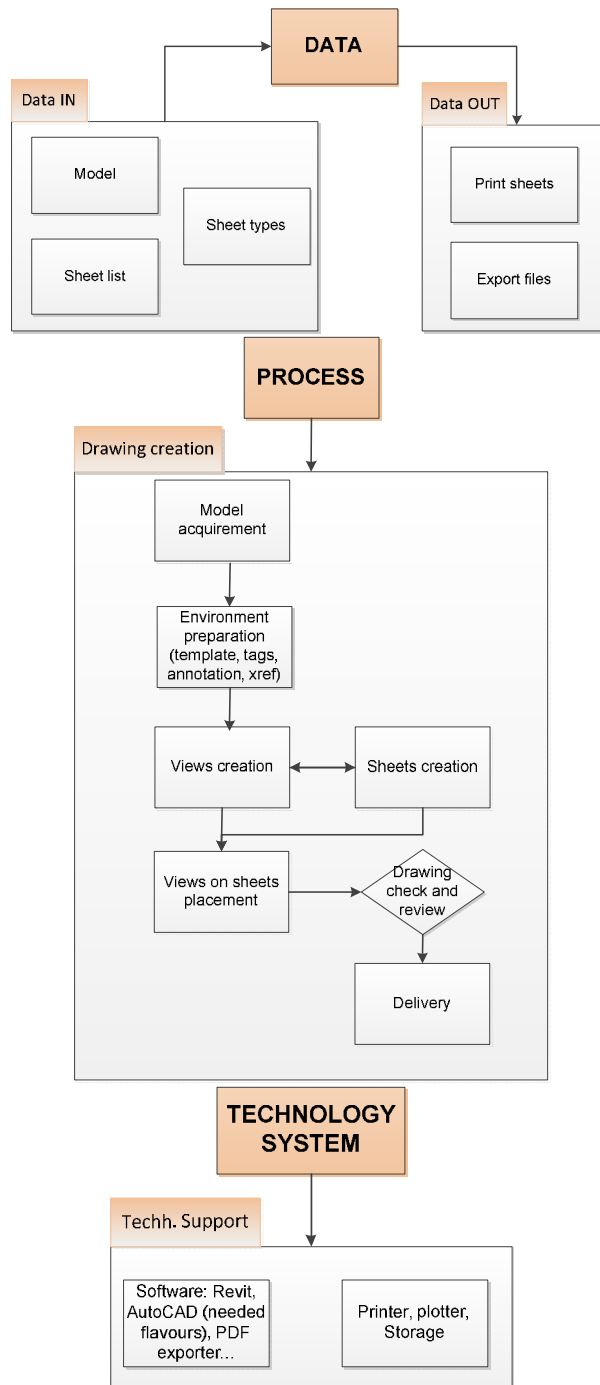 DATA
Data IN
Data OUT
Model
Sheet types
Sheet list
Print sheets
Export files
PROCESS
Drawing creation
Model
acquirement
Environment
preparation
(template, tags,
annotation, xref)
Views creation
Sheets creation
Views on sheets
placement
Drawing
check and
review
Delivery
TECHNOLOGY
SYSTEM
Techh. Support
Software: Revit,
AutoCAD (needed
flavours), PDF
exporter...
Printer, plotter,
Storage